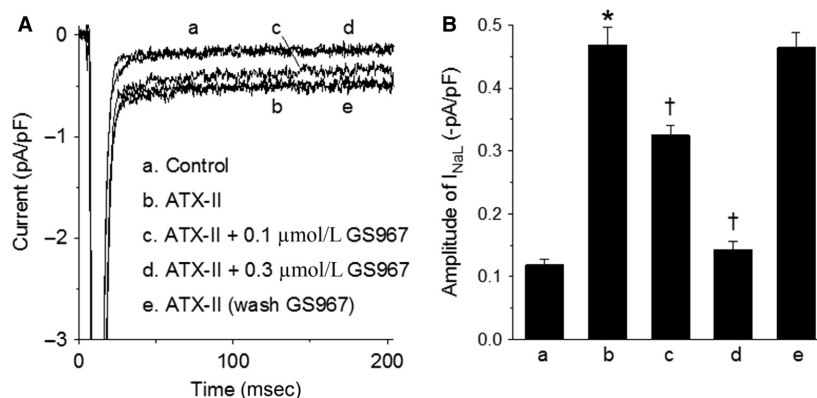 A
Current (pA/pF)
0
−1
−2
−3
a
c
d
b
e
a. Control
b. ATX-II
c. ATX-II + 0.1 µmol/L GS967
d. ATX-II + 0.3 µmol/L GS967
e. ATX-II (wash GS967)
0
100
200
Time (msec)
B
Amplitude of I_NaL (-pA/pF)
0.5
0.4
0.3
0.2
0.1
0.0
*
†
†
a
b
c
d
e